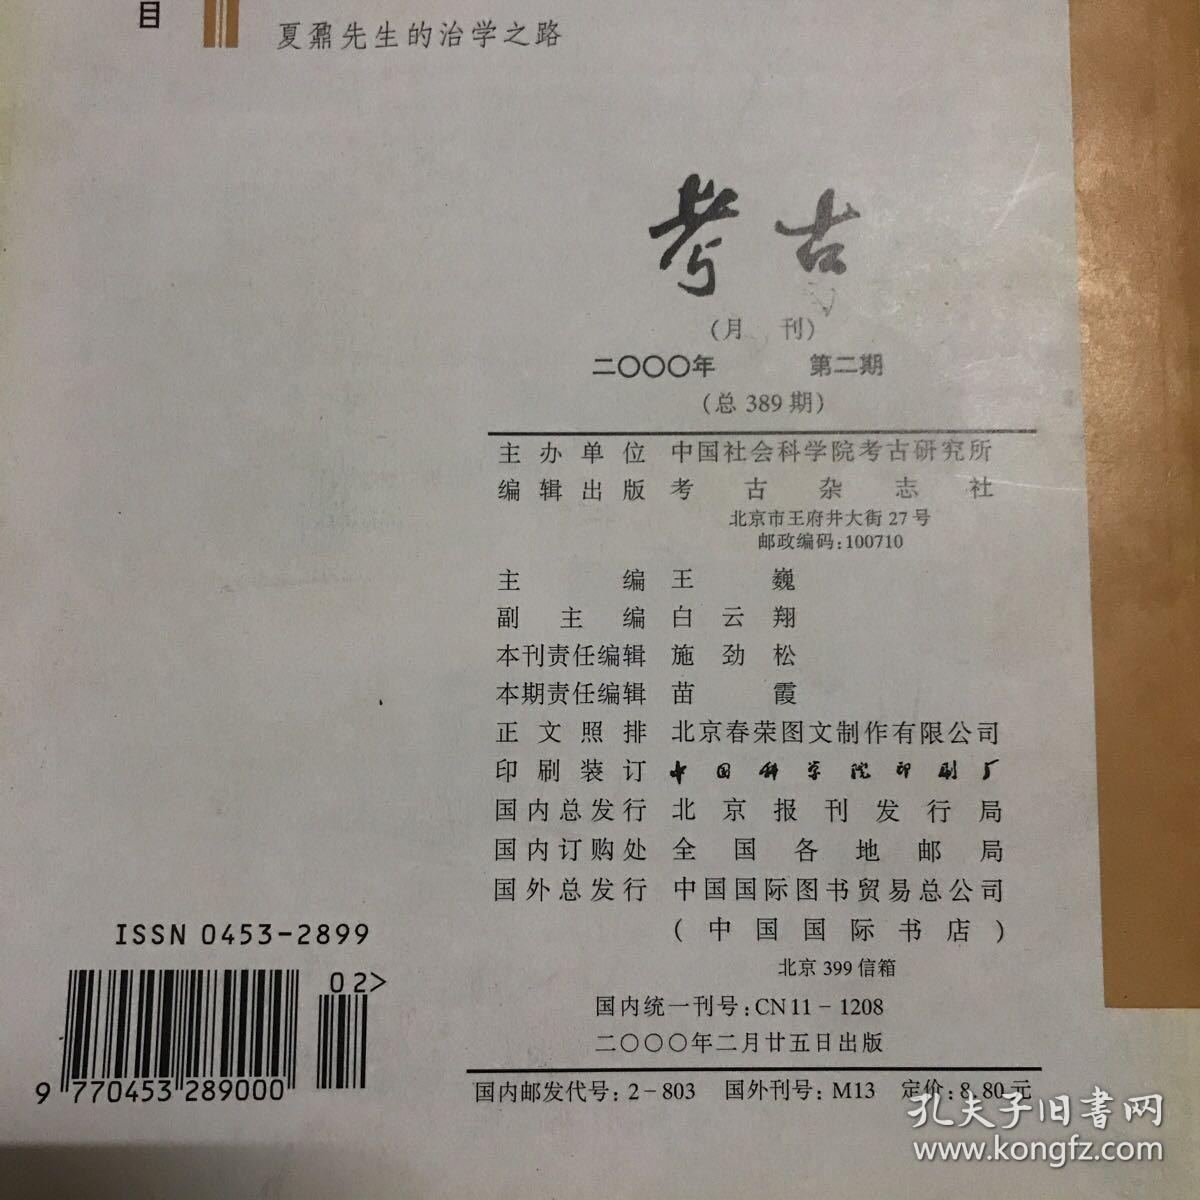 目
夏鼐先生的治学之路
考古
(月 刊)
二〇〇〇年 第二期
(总 389 期)
主办单位 中国社会科学院考古研究所
编辑出版 考古杂志社
北京市王府井大街 27 号
邮政编码:100710
主编 王巍
副主编 白云翔
本刊责任编辑 施劲松
本期责任编辑 苗霞
正文照排 北京春荣图文制作有限公司
印刷装订 中国科学院印刷厂
国内总发行 北京报刊发行局
国内订购处 全国各地邮局
国外总发行 中国国际图书贸易总公司
(中国国际书店)
北京 399 信箱
国内统一刊号:CN11-1208
二〇〇〇年二月廿五日出版
国内邮发代号:2-803 国外刊号:M13 定价:8.80元
ISSN 0453-2899
02>
9 770453 289000
孔夫子旧書网
www.kongfz.com